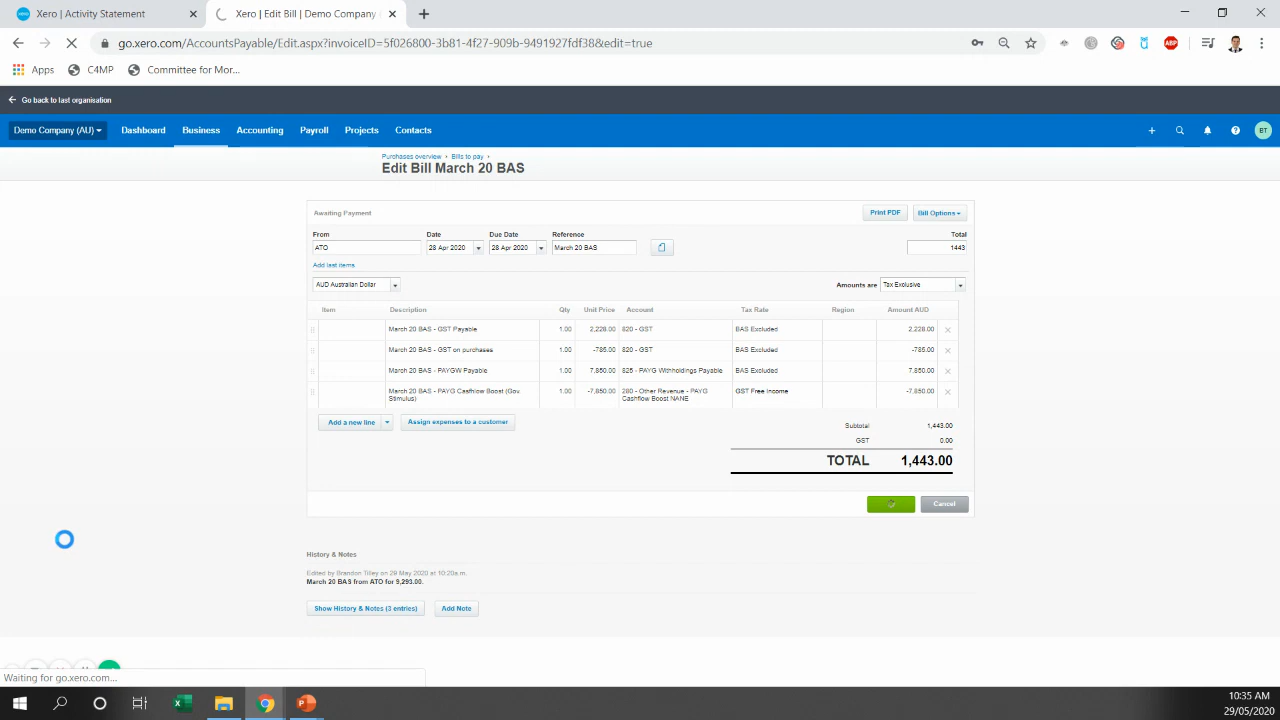 Xero | Activity Statement
Xero | Edit Bill | Demo Company
go.xero.com/AccountsPayable/Edit.aspx?invoiceID=5f026800-3b81-4f27-909b-9491927fdf38&edit=true
ABP
Apps C4MP Committee for Mor...
Go back to last organisation
Demo Company (AU) Dashboard Business Accounting Payroll Projects Contacts BT
Purchases overview › Bills to pay ›
Edit Bill March 20 BAS
Awaiting Payment Print PDF Bill Options
From Date Due Date Reference Total
ATO 28 Apr 2020 28 Apr 2020 March 20 BAS 1443
Add last items
AUD Australian Dollar Amounts are Tax Exclusive
Item Description Qty Unit Price Account Tax Rate Region Amount AUD
March 20 BAS - GST Payable 1.00 2,228.00 820 - GST BAS Excluded 2,228.00
March 20 BAS - GST on purchases 1.00 -785.00 820 - GST BAS Excluded -785.00
March 20 BAS - PAYGW Payable 1.00 7,850.00 825 - PAYG Withholdings Payable BAS Excluded 7,850.00
March 20 BAS - PAYG Cashflow Boost (Gov 1.00 -7,850.00 280 - Other Revenue - PAYG GST Free Income -7,850.00
Stimulus) Cashflow Boost NANE
Add a new line Assign expenses to a customer
Subtotal 1,443.00
GST 0.00
TOTAL 1,443.00
Cancel
History & Notes
Edited by Brandon Tilley on 29 May 2020 at 10:20a.m.
March 20 BAS from ATO for 9,293.00.
Show History & Notes (3 entries) Add Note
Waiting for go.xero.com...
10:35 AM
29/05/2020